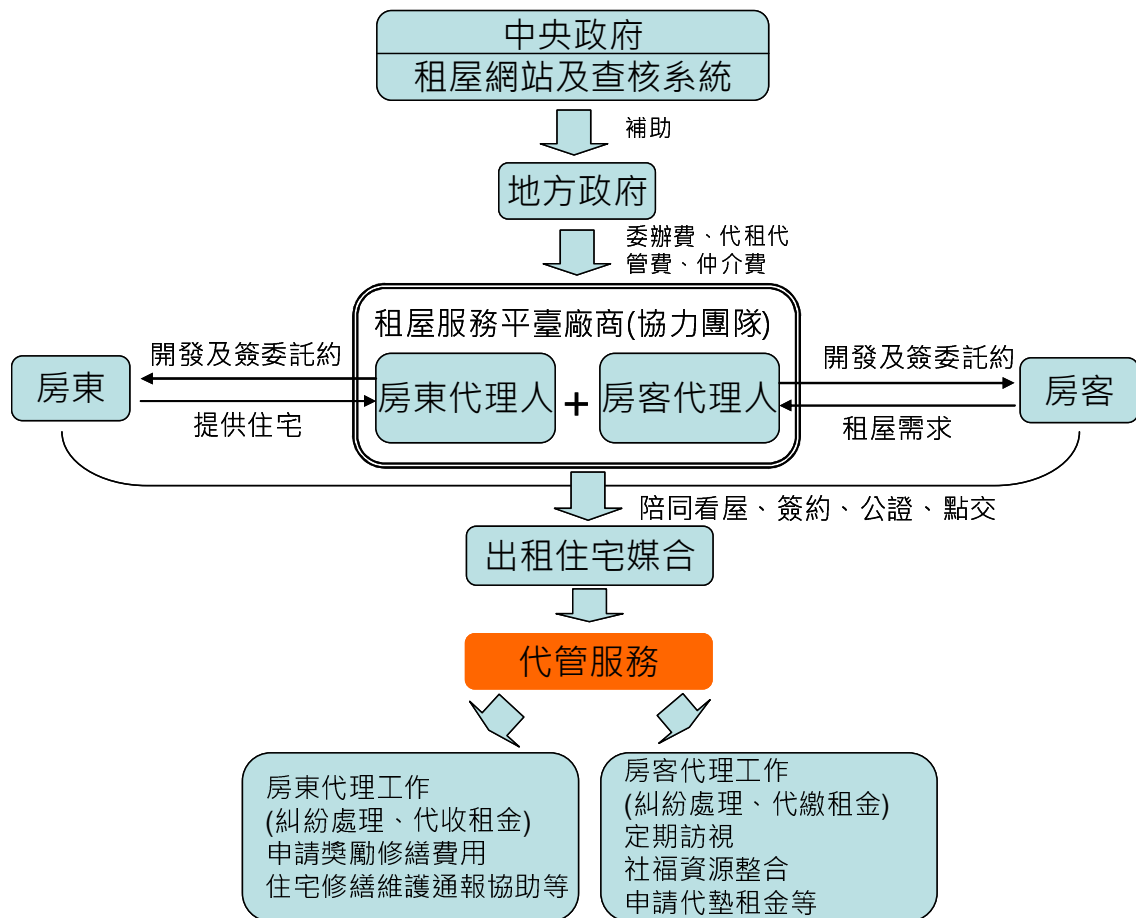 中央政府
租屋網站及查核系統
補助
地方政府
委辦費、代租代
管費、仲介費
租屋服務平臺廠商(協力團隊)
開發及簽委託約
開發及簽委託約
房東
房東代理人
+
房客代理人
房客
提供住宅
租屋需求
陪同看屋、簽約、公證、點交
出租住宅媒合
代管服務
房東代理工作
(糾紛處理、代收租金)
申請獎勵修繕費用
住宅修繕維護通報協助等
房客代理工作
(糾紛處理、代繳租金)
定期訪視
社福資源整合
申請代墊租金等